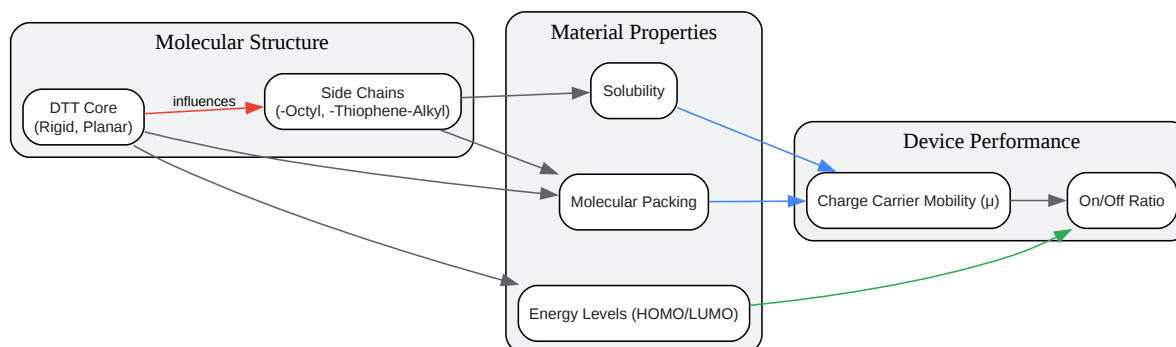 Molecular Structure
DTT Core
(Rigid, Planar)
influences
Side Chains
(-Octyl, -Thiophene-Alkyl)
Material Properties
Solubility
Molecular Packing
Energy Levels (HOMO/LUMO)
Device Performance
Charge Carrier Mobility (μ)
On/Off Ratio